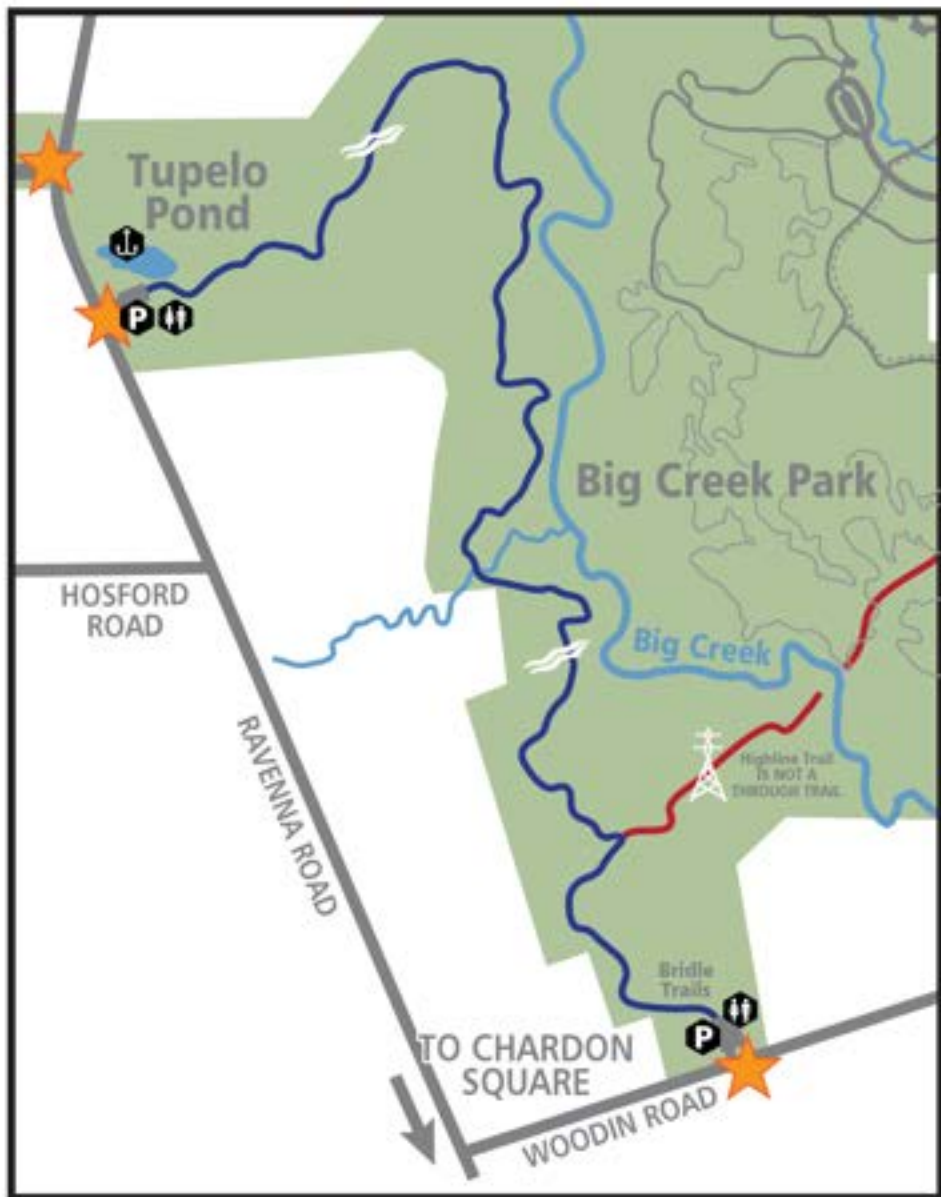 Tupelo
Pond
P
Big Creek Park
HOSFORD
ROAD
Big Creek
RAVENNA ROAD
Highline Trail
IS NOT A
THROUGH TRAIL
Bridle
Trails
P
TO CHARDON
SQUARE
WOODIN ROAD